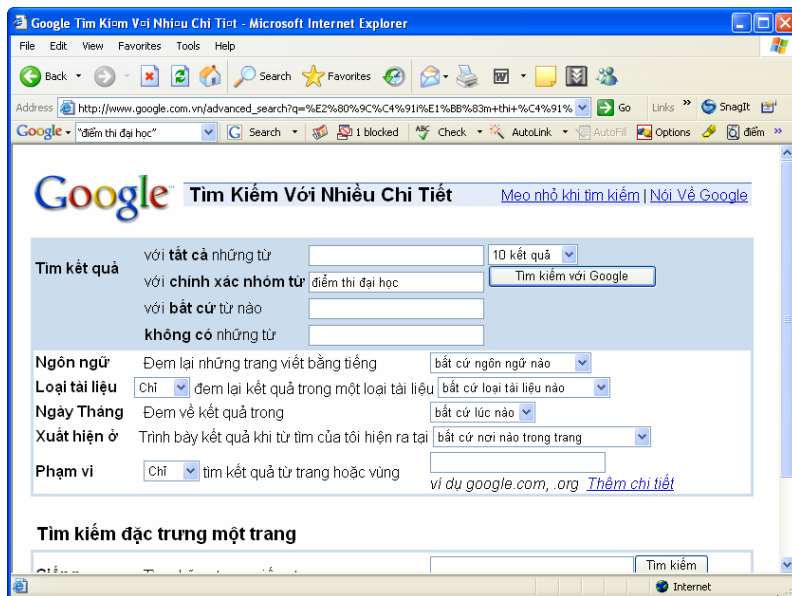 Google Tìm Ki¤m V¤i Nhi¤u Chi Ti¤t - Microsoft Internet Explorer
File Edit View Favorites Tools Help
Back Search Favorites
Address http://www.google.com.vn/advanced_search?q=%E2%80%9C%C4%91i%E1%BB%83m+thi+%C4%91% Go Links » SnagIt
Google "điểm thi đại học" G Search 1 blocked ABC Check AutoLink AutoFill Options điểm »
Google™ Tìm Kiếm Với Nhiều Chi Tiết Mẹo nhỏ khi tìm kiếm | Nói Về Google
Tìm kết quả với tất cả những từ 10 kết quả
với chính xác nhóm từ điểm thi đại học Tìm kiếm với Google
với bất cứ từ nào
không có những từ
Ngôn ngữ Đem lại những trang viết bằng tiếng bất cứ ngôn ngữ nào
Loại tài liệu Chỉ đem lại kết quả trong một loại tài liệu bất cứ loại tài liệu nào
Ngày Tháng Đem về kết quả trong bất cứ lúc nào
Xuất hiện ở Trình bày kết quả khi từ tìm của tôi hiện ra tại bất cứ nơi nào trong trang
Phạm vi Chỉ tìm kết quả từ trang hoặc vùng
ví dụ google.com, .org Thêm chi tiết
Tìm kiếm đặc trưng một trang
Tìm kiếm
Internet